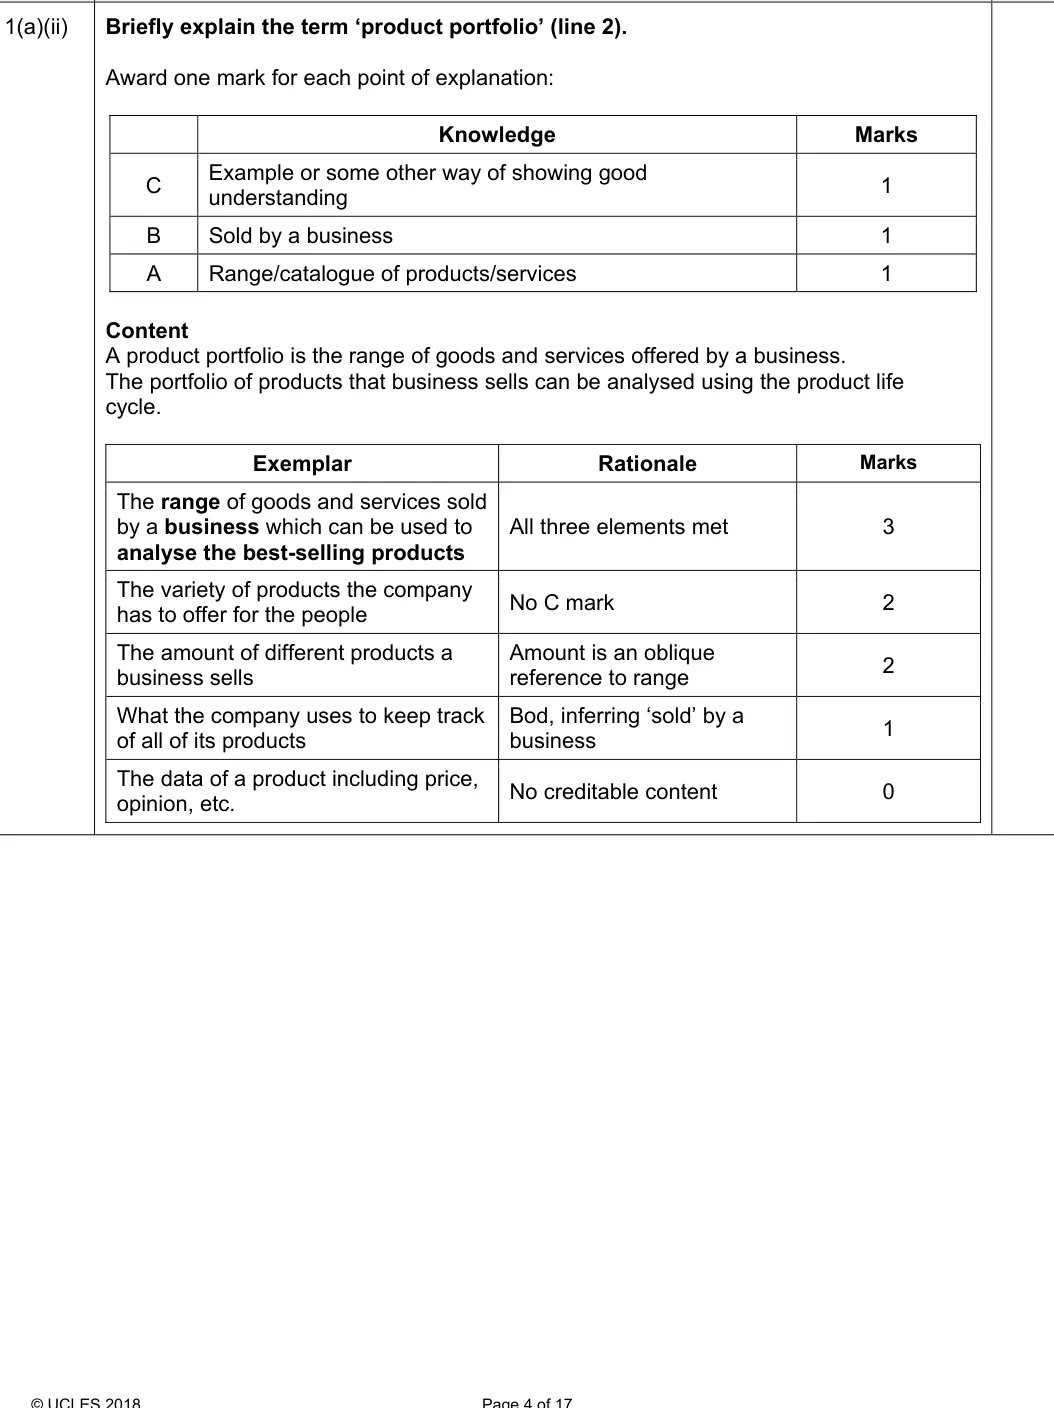 1(a)(ii) Briefly explain the term ‘product portfolio’ (line 2).
Award one mark for each point of explanation:
Knowledge Marks
C Example or some other way of showing good
understanding 1
B Sold by a business 1
A Range/catalogue of products/services 1
Content
A product portfolio is the range of goods and services offered by a business.
The portfolio of products that business sells can be analysed using the product life
cycle.
Exemplar Rationale Marks
The range of goods and services sold
by a business which can be used to All three elements met 3
analyse the best-selling products
The variety of products the company
has to offer for the people No C mark 2
The amount of different products a Amount is an oblique
business sells reference to range 2
What the company uses to keep track Bod, inferring ‘sold’ by a
of all of its products business 1
The data of a product including price,
opinion, etc. No creditable content 0
© UCLES 2018 Page 4 of 17